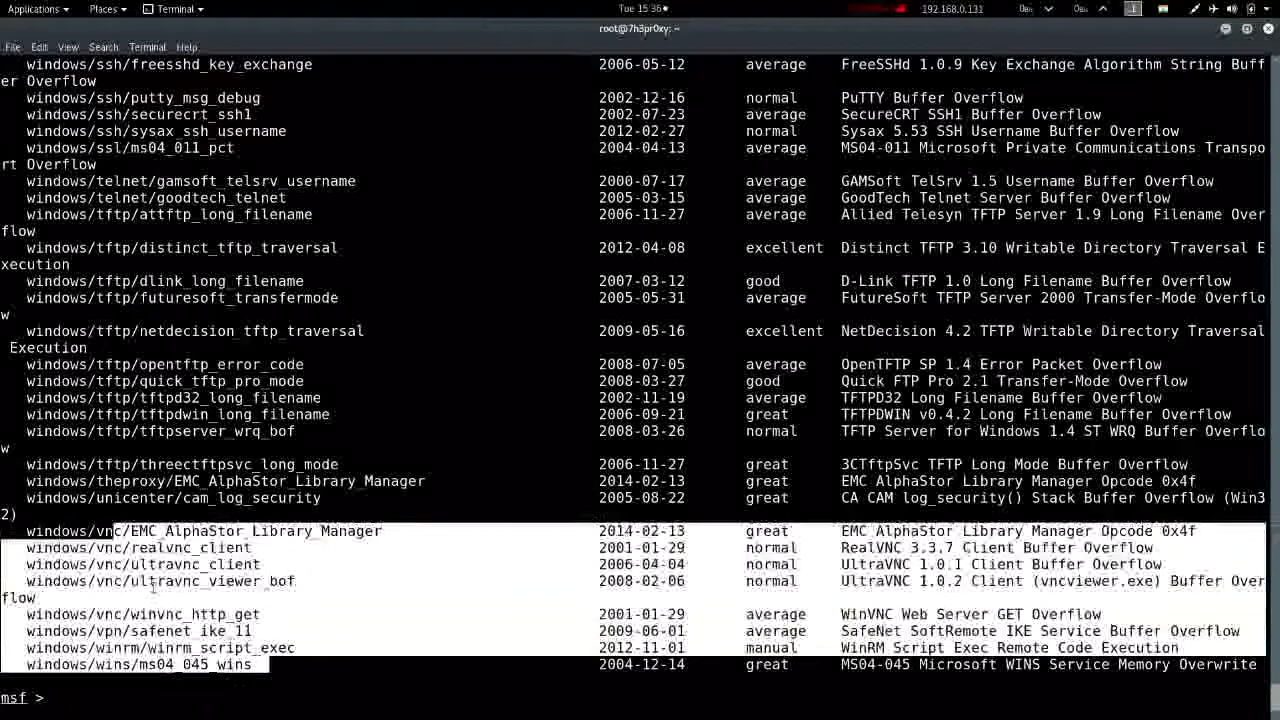 Applications Places Terminal Tue 15:36 192.168.0.131 0 0 1
root@7h3pr0xy: ~
File Edit View Search Terminal Help
windows/ssh/freesshd_key_exchange 2006-05-12 average FreeSSHd 1.0.9 Key Exchange Algorithm String Buff
er Overflow
windows/ssh/putty_msg_debug 2002-12-16 normal PuTTY Buffer Overflow
windows/ssh/securecrt_ssh1 2002-07-23 average SecureCRT SSH1 Buffer Overflow
windows/ssh/sysax_ssh_username 2012-02-27 normal Sysax 5.53 SSH Username Buffer Overflow
windows/ssl/ms04_011_pct 2004-04-13 average MS04-011 Microsoft Private Communications Transpo
rt Overflow
windows/telnet/gamsoft_telsrv_username 2000-07-17 average GAMSoft TelSrv 1.5 Username Buffer Overflow
windows/telnet/goodtech_telnet 2005-03-15 average GoodTech Telnet Server Buffer Overflow
windows/tftp/attftp_long_filename 2006-11-27 average Allied Telesyn TFTP Server 1.9 Long Filename Over
flow
windows/tftp/distinct_tftp_traversal 2012-04-08 excellent Distinct TFTP 3.10 Writable Directory Traversal E
xecution
windows/tftp/dlink_long_filename 2007-03-12 good D-Link TFTP 1.0 Long Filename Buffer Overflow
windows/tftp/futuresoft_transfermode 2005-05-31 average FutureSoft TFTP Server 2000 Transfer-Mode Overflo
w
windows/tftp/netdecision_tftp_traversal 2009-05-16 excellent NetDecision 4.2 TFTP Writable Directory Traversal
Execution
windows/tftp/opentftp_error_code 2008-07-05 average OpenTFTP SP 1.4 Error Packet Overflow
windows/tftp/quick_tftp_pro_mode 2008-03-27 good Quick FTP Pro 2.1 Transfer-Mode Overflow
windows/tftp/tftpd32_long_filename 2002-11-19 average TFTPD32 Long Filename Buffer Overflow
windows/tftp/tftpdwin_long_filename 2006-09-21 great TFTPDWIN v0.4.2 Long Filename Buffer Overflow
windows/tftp/tftpserver_wrq_bof 2008-03-26 normal TFTP Server for Windows 1.4 ST WRQ Buffer Overflo
w
windows/tftp/threectftpsvc_long_mode 2006-11-27 great 3CTftpSvc TFTP Long Mode Buffer Overflow
windows/theproxy/EMC_AlphaStor_Library_Manager 2014-02-13 great EMC AlphaStor Library Manager Opcode 0x4f
windows/unicenter/cam_log_security 2005-08-22 great CA CAM log_security() Stack Buffer Overflow (Win3
2)
windows/vnc/EMC_AlphaStor_Library_Manager 2014-02-13 great EMC AlphaStor Library Manager Opcode 0x4f
windows/vnc/realvnc_client 2001-01-29 normal RealVNC 3.3.7 Client Buffer Overflow
windows/vnc/ultravnc_client 2006-04-04 normal UltraVNC 1.0.1 Client Buffer Overflow
windows/vnc/ultravnc_viewer_bof 2008-02-06 normal UltraVNC 1.0.2 Client (vncviewer.exe) Buffer Over
flow
windows/vnc/winvnc_http_get 2001-01-29 average WinVNC Web Server GET Overflow
windows/vpn/safenet_ike_11 2009-06-01 average SafeNet SoftRemote IKE Service Buffer Overflow
windows/winrm/winrm_script_exec 2012-11-01 manual WinRM Script Exec Remote Code Execution
windows/wins/ms04_045_wins 2004-12-14 great MS04-045 Microsoft WINS Service Memory Overwrite
msf >